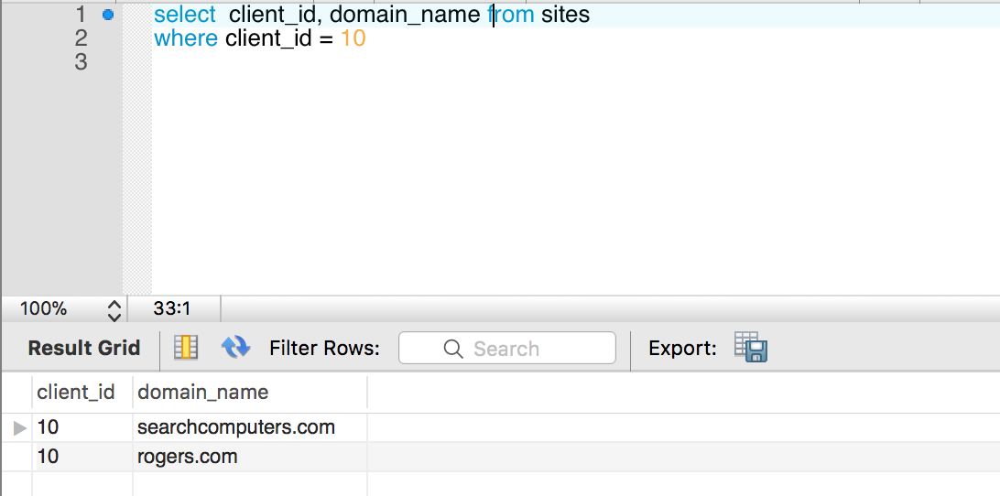 1 select  client_id, domain_name from sites
2 where client_id = 10
3
100% 33:1
Result Grid Filter Rows: Search Export:
client_id domain_name
10 searchcomputers.com
10 rogers.com